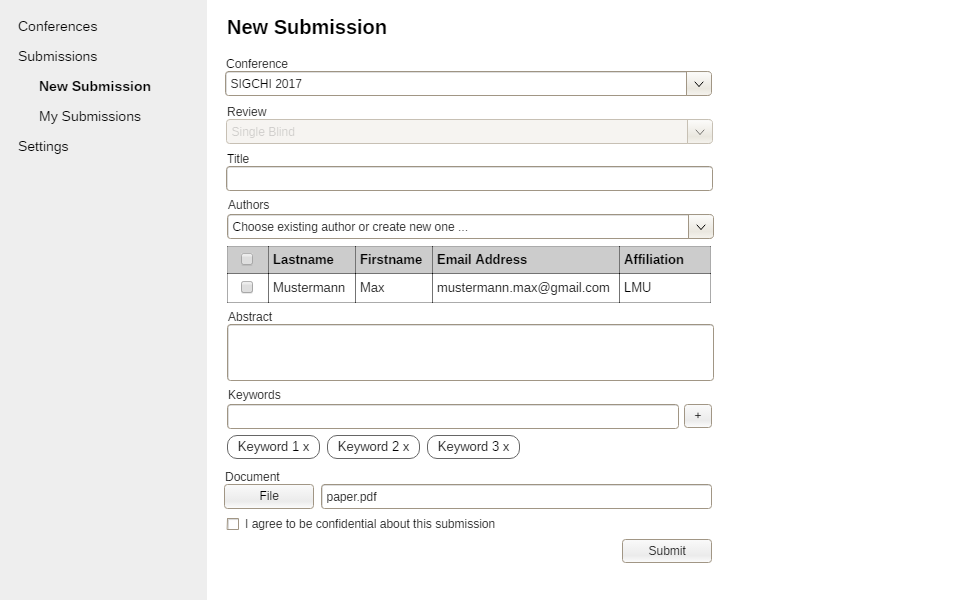 Conferences
Submissions
New Submission
My Submissions
Settings
New Submission
Conference
SIGCHI 2017
Review
Single Blind
Title
Authors
Choose existing author or create new one ...
Lastname Firstname Email Address Affiliation
Mustermann Max mustermann.max@gmail.com LMU
Abstract
Keywords
+
Keyword 1 x Keyword 2 x Keyword 3 x
Document
File paper.pdf
I agree to be confidential about this submission
Submit